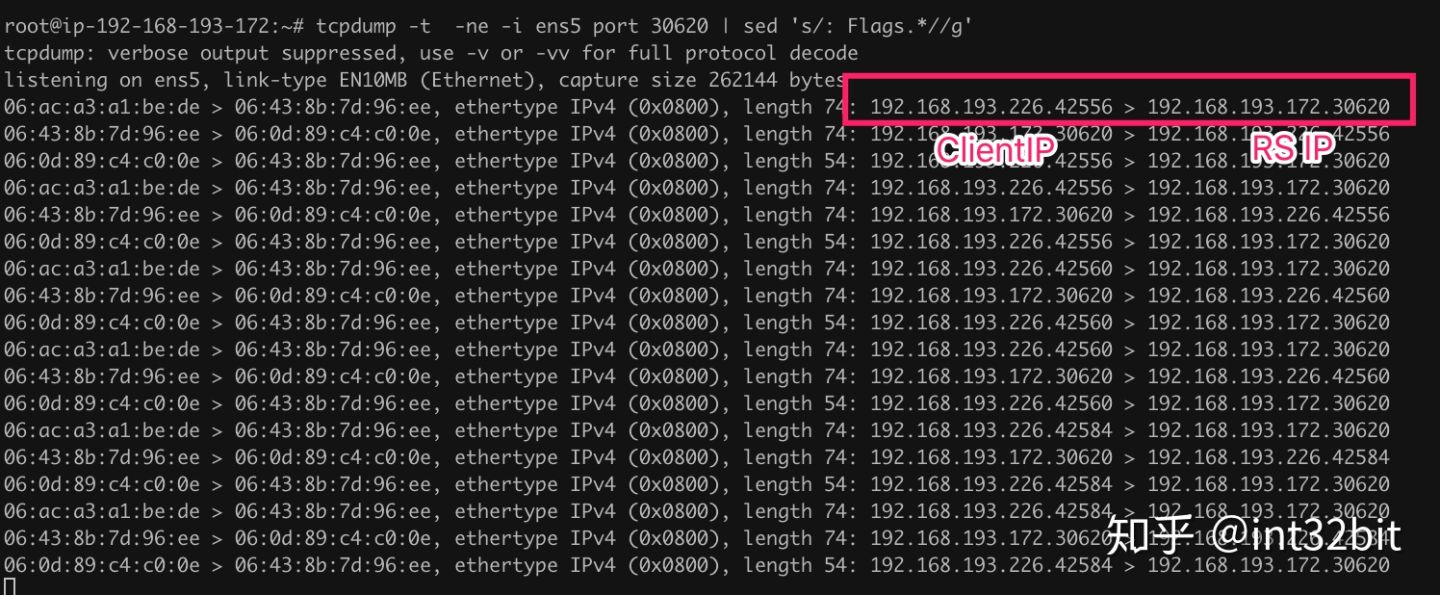 root@ip-192-168-193-172:~# tcpdump -t  -ne -i ens5 port 30620 | sed 's/: Flags.*//g'
tcpdump: verbose output suppressed, use -v or -vv for full protocol decode
listening on ens5, link-type EN10MB (Ethernet), capture size 262144 bytes
06:ac:a3:a1:be:de > 06:43:8b:7d:96:ee, ethertype IPv4 (0x0800), length 74: 192.168.193.226.42556 > 192.168.193.172.30620
06:43:8b:7d:96:ee > 06:0d:89:c4:c0:0e, ethertype IPv4 (0x0800), length 74: 192.168.193.172.30620 > 192.168.193.226.42556
ClientIP
RS IP
06:0d:89:c4:c0:0e > 06:43:8b:7d:96:ee, ethertype IPv4 (0x0800), length 54: 192.168.193.226.42556 > 192.168.193.172.30620
06:ac:a3:a1:be:de > 06:43:8b:7d:96:ee, ethertype IPv4 (0x0800), length 74: 192.168.193.226.42556 > 192.168.193.172.30620
06:43:8b:7d:96:ee > 06:0d:89:c4:c0:0e, ethertype IPv4 (0x0800), length 74: 192.168.193.172.30620 > 192.168.193.226.42556
06:0d:89:c4:c0:0e > 06:43:8b:7d:96:ee, ethertype IPv4 (0x0800), length 54: 192.168.193.226.42556 > 192.168.193.172.30620
06:ac:a3:a1:be:de > 06:43:8b:7d:96:ee, ethertype IPv4 (0x0800), length 74: 192.168.193.226.42560 > 192.168.193.172.30620
06:43:8b:7d:96:ee > 06:0d:89:c4:c0:0e, ethertype IPv4 (0x0800), length 74: 192.168.193.172.30620 > 192.168.193.226.42560
06:0d:89:c4:c0:0e > 06:43:8b:7d:96:ee, ethertype IPv4 (0x0800), length 54: 192.168.193.226.42560 > 192.168.193.172.30620
06:ac:a3:a1:be:de > 06:43:8b:7d:96:ee, ethertype IPv4 (0x0800), length 74: 192.168.193.226.42560 > 192.168.193.172.30620
06:43:8b:7d:96:ee > 06:0d:89:c4:c0:0e, ethertype IPv4 (0x0800), length 74: 192.168.193.172.30620 > 192.168.193.226.42560
06:0d:89:c4:c0:0e > 06:43:8b:7d:96:ee, ethertype IPv4 (0x0800), length 54: 192.168.193.226.42560 > 192.168.193.172.30620
06:ac:a3:a1:be:de > 06:43:8b:7d:96:ee, ethertype IPv4 (0x0800), length 74: 192.168.193.226.42584 > 192.168.193.172.30620
06:43:8b:7d:96:ee > 06:0d:89:c4:c0:0e, ethertype IPv4 (0x0800), length 74: 192.168.193.172.30620 > 192.168.193.226.42584
06:0d:89:c4:c0:0e > 06:43:8b:7d:96:ee, ethertype IPv4 (0x0800), length 54: 192.168.193.226.42584 > 192.168.193.172.30620
06:ac:a3:a1:be:de > 06:43:8b:7d:96:ee, ethertype IPv4 (0x0800), length 74: 192.168.193.226.42584 > 192.168.193.172.30620
06:43:8b:7d:96:ee > 06:0d:89:c4:c0:0e, ethertype IPv4 (0x0800), length 74: 192.168.193.172.30620 > 192.168.193.226.42584
知乎 @int32bit
06:0d:89:c4:c0:0e > 06:43:8b:7d:96:ee, ethertype IPv4 (0x0800), length 54: 192.168.193.226.42584 > 192.168.193.172.30620